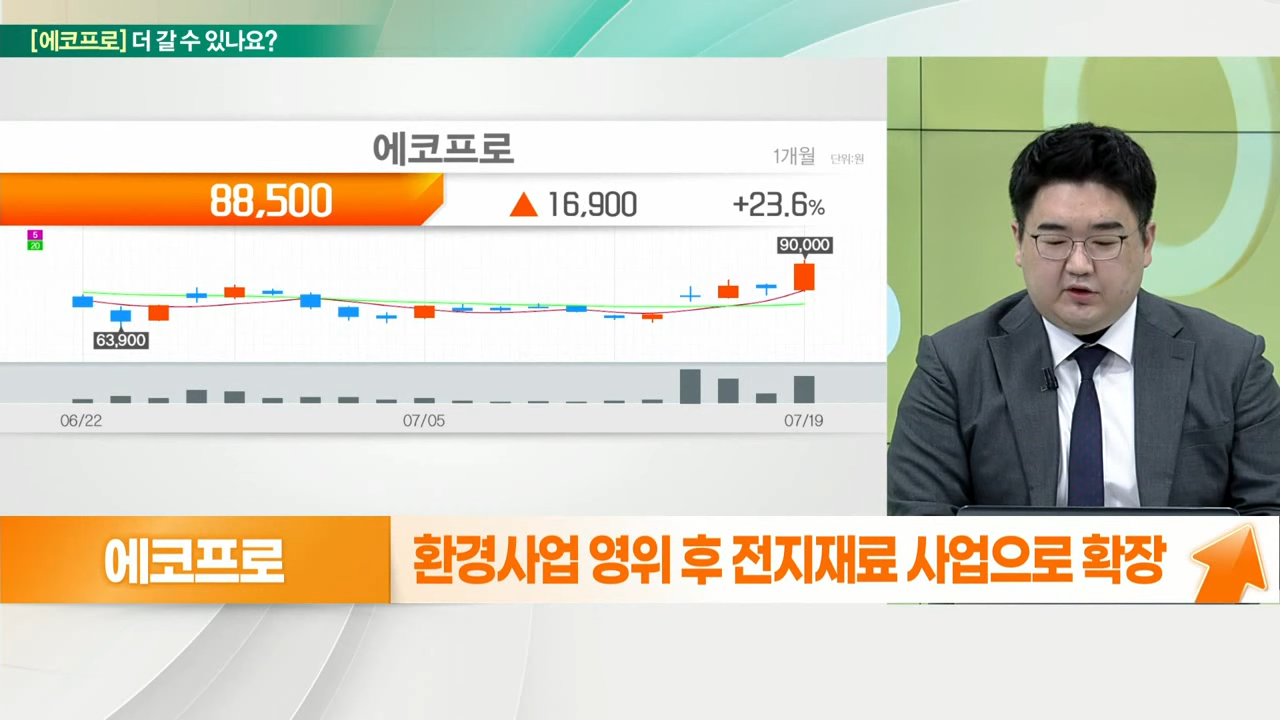 [에코프로] 더 갈 수 있나요?
에코프로
1개월 단위:원
88,500 ▲ 16,900 +23.6%
5
20
90,000
63,900
06/22 07/05 07/19
에코프로 환경사업 영위 후 전지재료 사업으로 확장